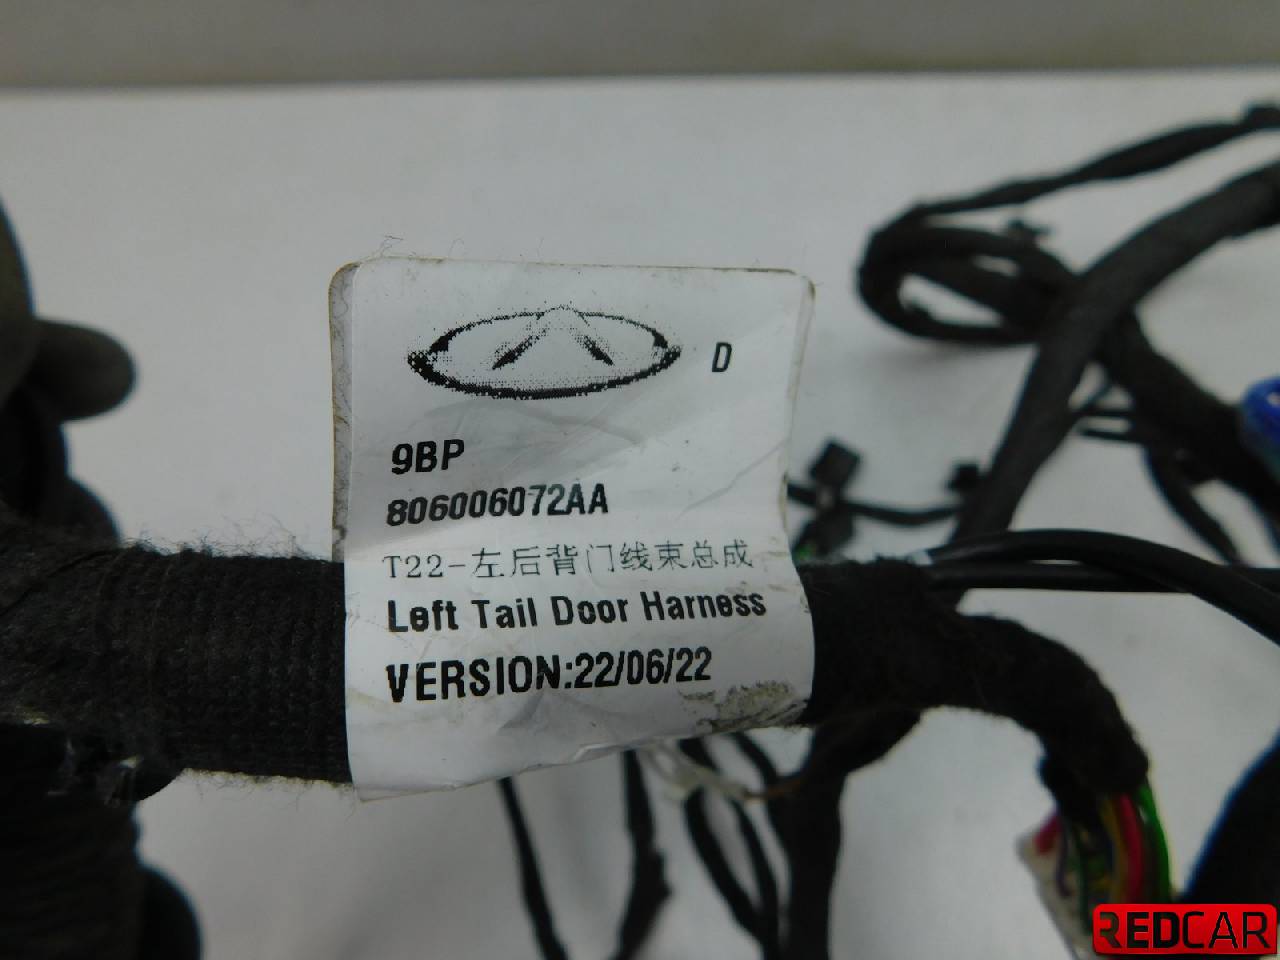 D
9BP
806006072AA
T22-左后背门线束总成
Left Tail Door Harness
VERSION:22/06/22
REDCAR